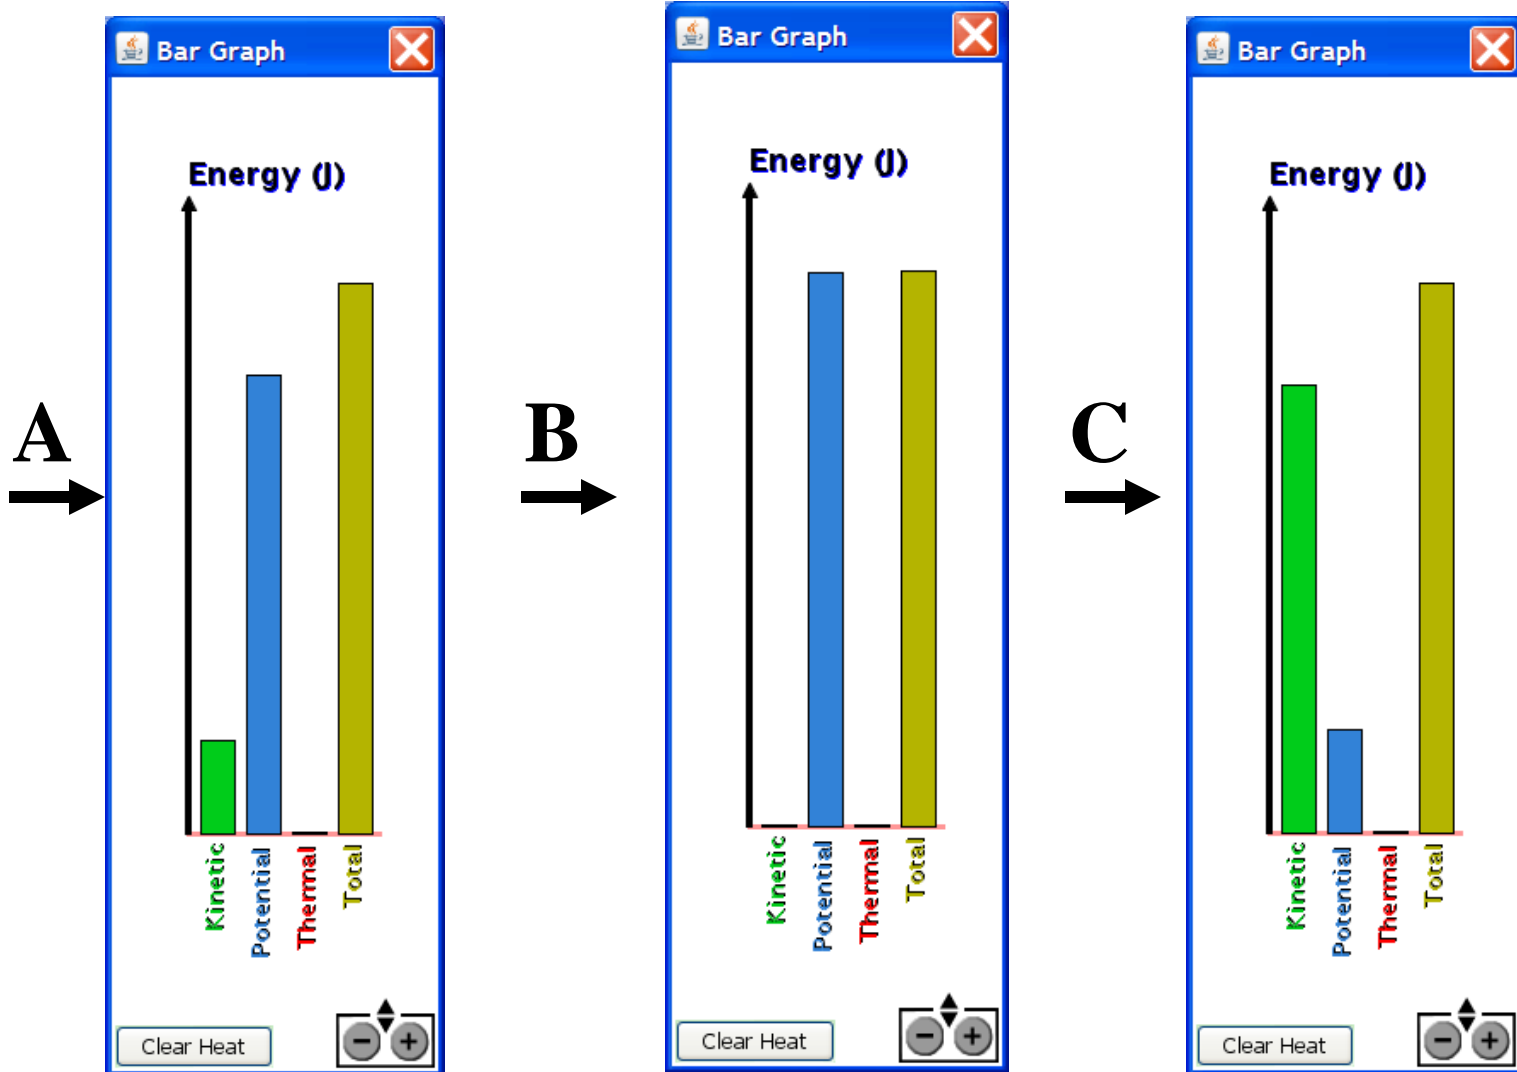 A
Bar Graph
Energy (J)
Kinetic
Potential
Thermal
Total
Clear Heat
− +
B
Bar Graph
Energy (J)
Kinetic
Potential
Thermal
Total
Clear Heat
− +
C
Bar Graph
Energy (J)
Kinetic
Potential
Thermal
Total
Clear Heat
− +